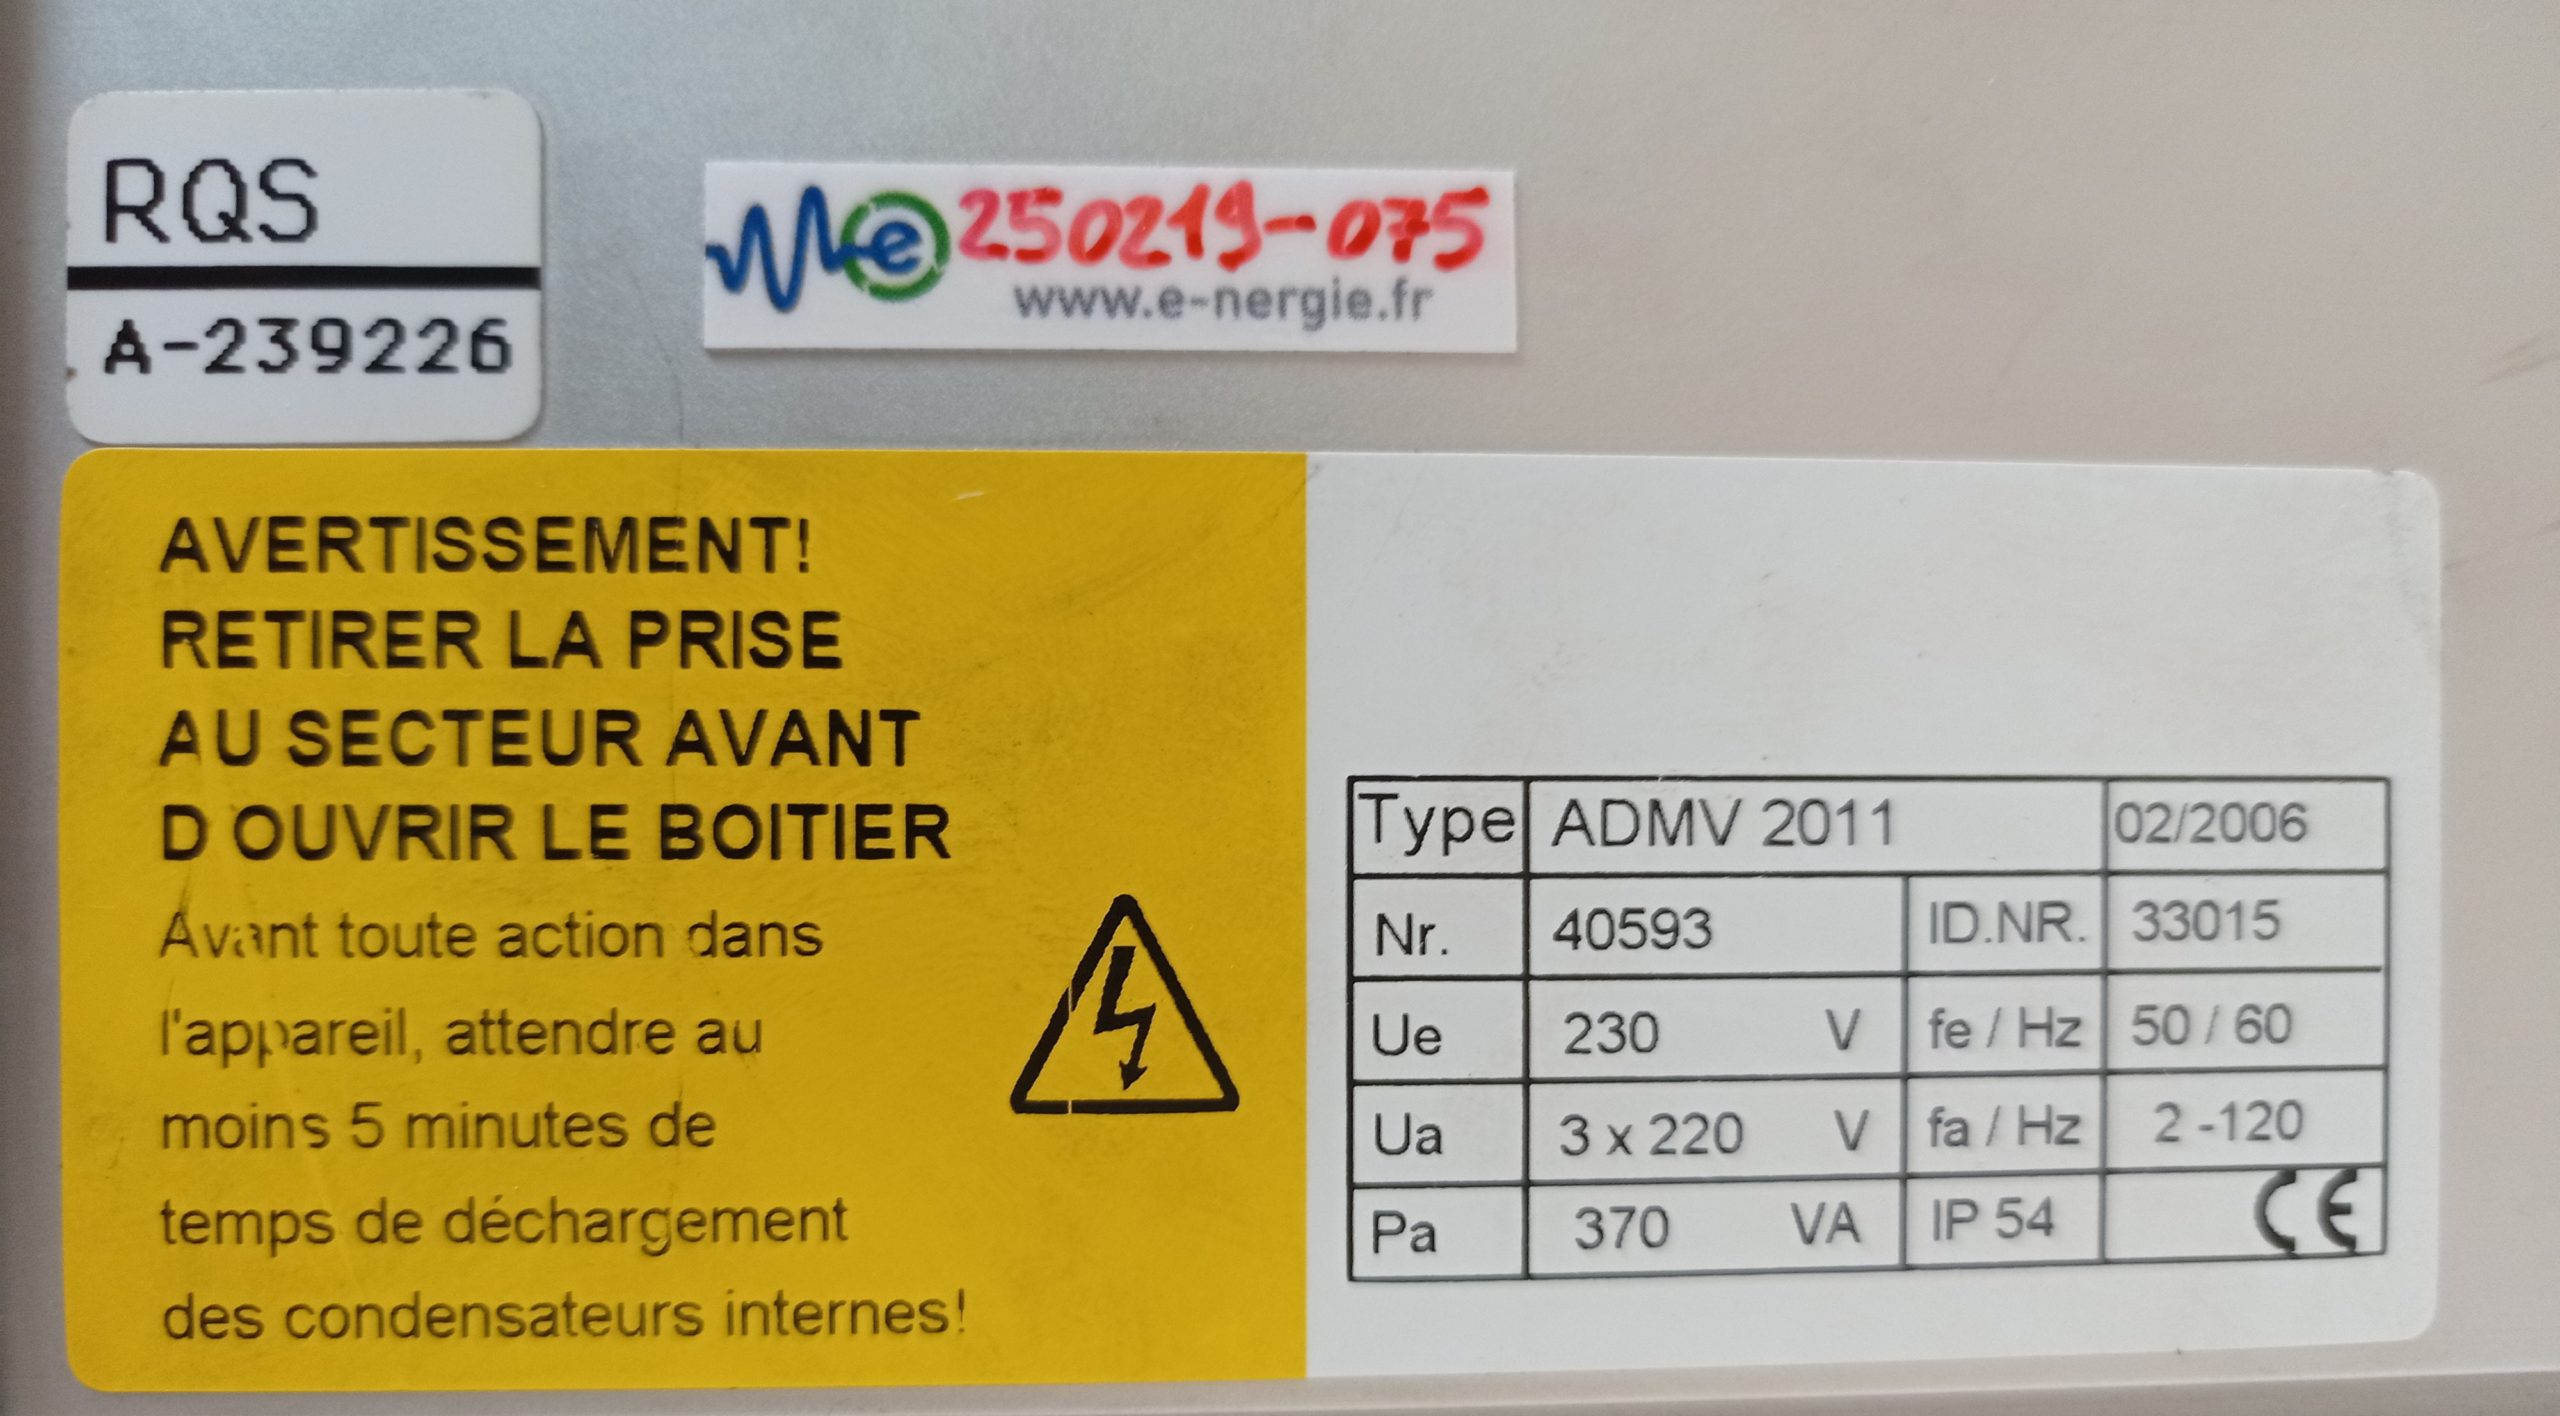 RQS
A-239226
e 250219-075
www.e-nergie.fr
AVERTISSEMENT!
RETIRER LA PRISE
AU SECTEUR AVANT
D OUVRIR LE BOITIER
Avant toute action dans
l'appareil, attendre au
moins 5 minutes de
temps de déchargement
des condensateurs internes!
Type ADMV 2011 02/2006
Nr. 40593 ID.NR. 33015
Ue 230 V fe / Hz 50 / 60
Ua 3 x 220 V fa / Hz 2 -120
Pa 370 VA IP 54 CE